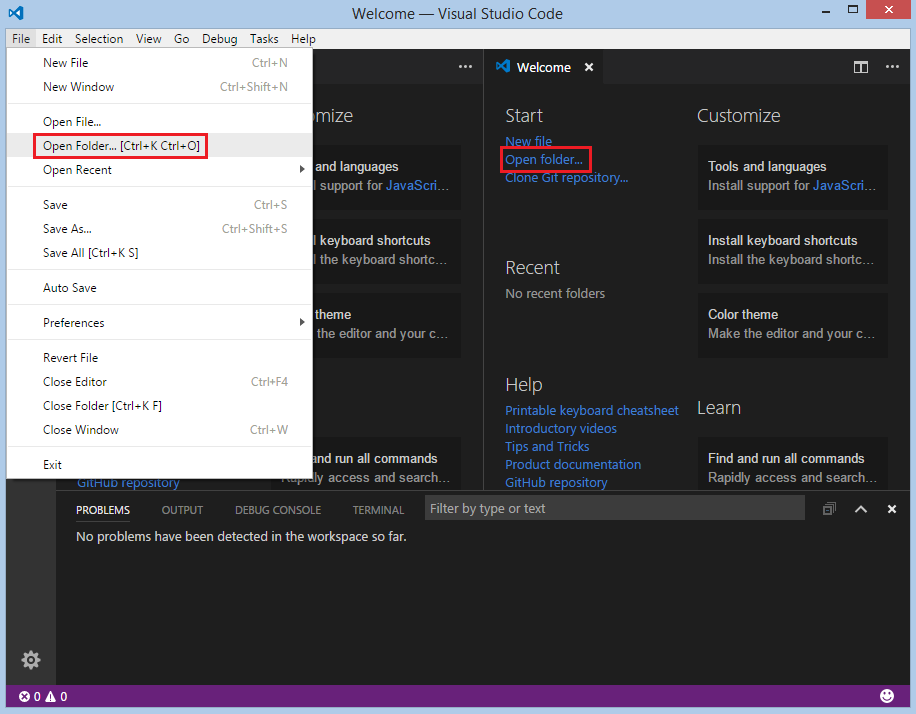 Welcome — Visual Studio Code
File Edit Selection View Go Debug Tasks Help
New File Ctrl+N
New Window Ctrl+Shift+N
Open File...
Open Folder... [Ctrl+K Ctrl+O]
Open Recent
Save Ctrl+S
Save As... Ctrl+Shift+S
Save All [Ctrl+K S]
Auto Save
Preferences
Revert File
Close Editor Ctrl+F4
Close Folder [Ctrl+K F]
Close Window Ctrl+W
Exit
omize
and languages
support for JavaScri...
keyboard shortcuts
the keyboard shortc...
theme
the editor and your c...
and run all commands
Rapidly access and search...
GitHub repository
Welcome
Start
New file
Open folder...
Clone Git repository...
Recent
No recent folders
Help
Printable keyboard cheatsheet
Introductory videos
Tips and Tricks
Product documentation
GitHub repository
Customize
Tools and languages
Install support for JavaScri...
Install keyboard shortcuts
Install the keyboard shortc...
Color theme
Make the editor and your c...
Learn
Find and run all commands
Rapidly access and search...
PROBLEMS OUTPUT DEBUG CONSOLE TERMINAL Filter by type or text
No problems have been detected in the workspace so far.
0 0